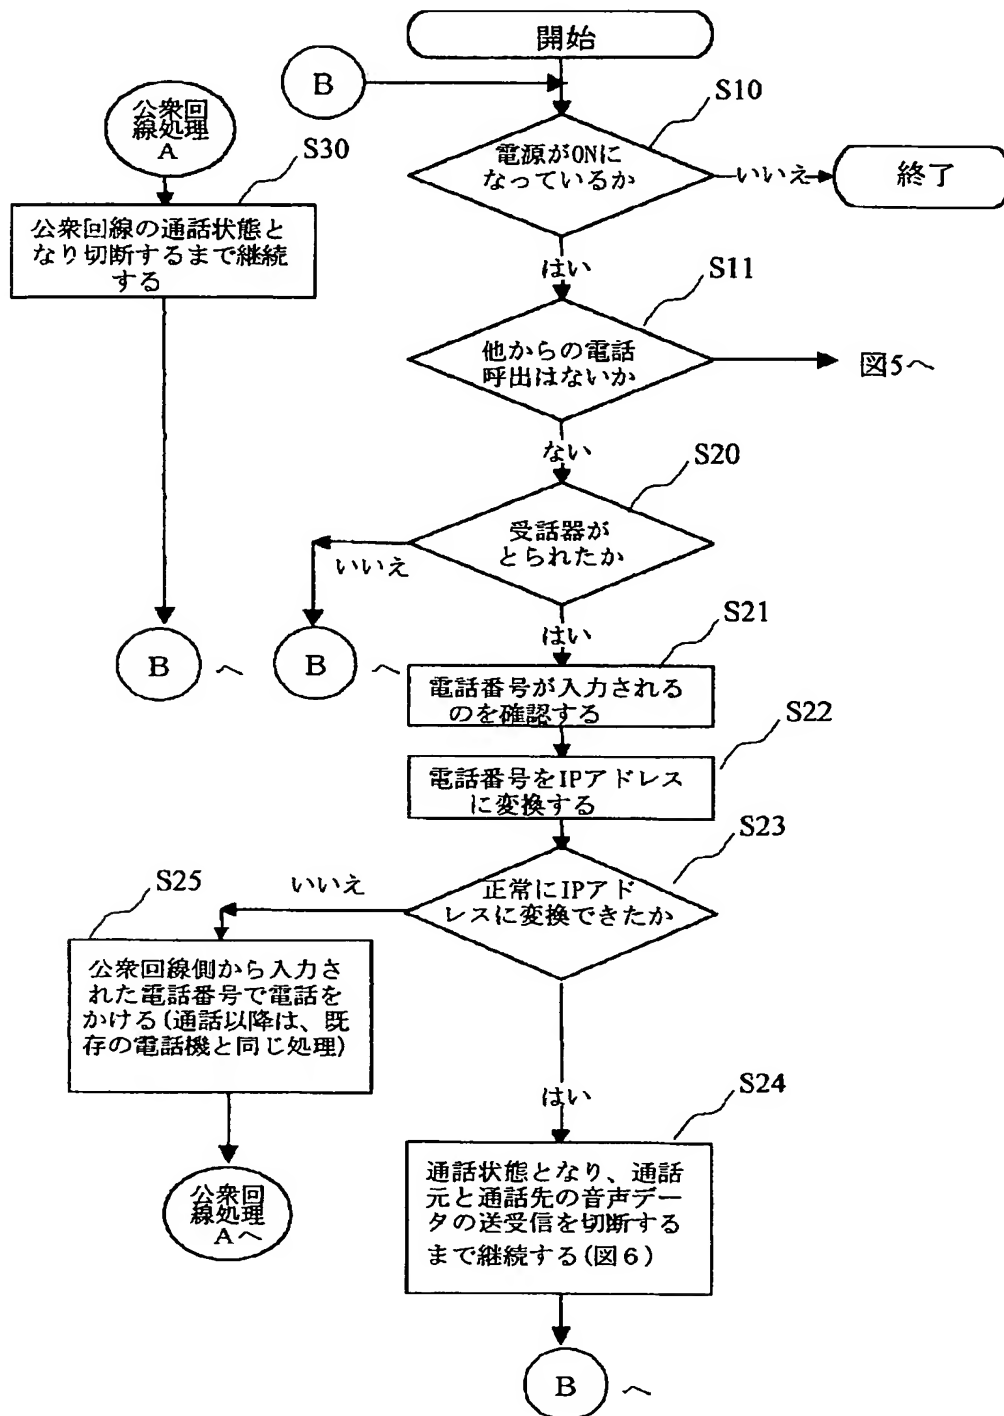 開始
B
S10
公衆回
線処理
A
S30
電源がONに
なっているか
いいえ
終了
公衆回線の通話状態と
なり切断するまで継続
する
はい
S11
他からの電話
呼出はないか
図5へ
ない
S20
受話器が
とられたか
いいえ
はい
S21
B へ
B へ
電話番号が入力される
のを確認する
S22
電話番号をIPアドレス
に変換する
S23
正常にIPアド
レスに変換できたか
いいえ
S25
公衆回線側から入力さ
れた電話番号で電話を
かける(通話以降は、既
存の電話機と同じ処理)
はい
S24
公衆回
線処理
Aへ
通話状態となり、通話
元と通話先の音声デー
タの送受信を切断する
まで継続する(図6)
B へ